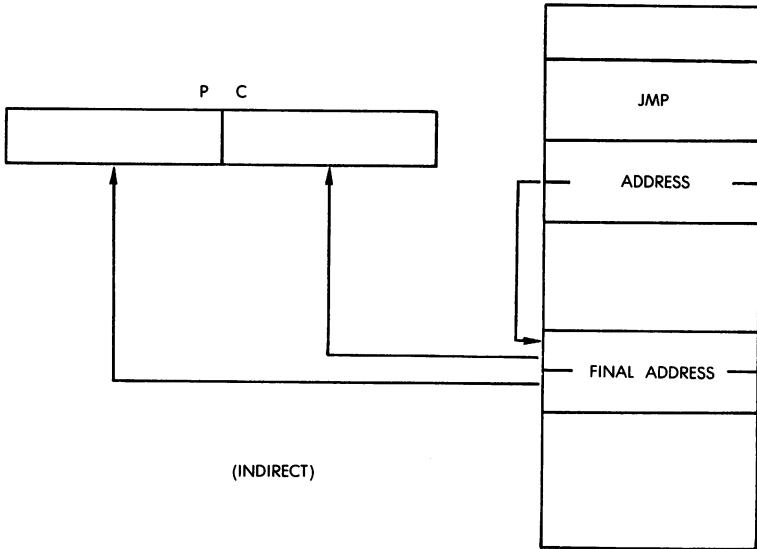 P C
JMP
ADDRESS
FINAL ADDRESS
(INDIRECT)